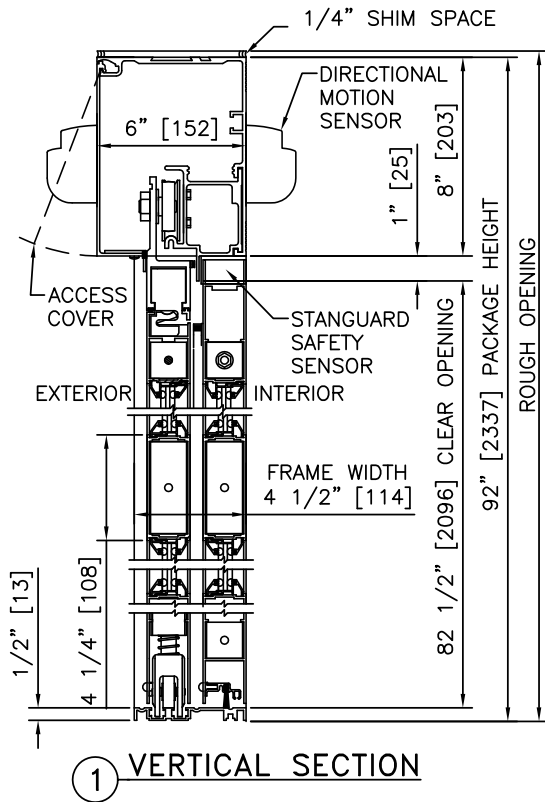 1/4" SHIM SPACE
DIRECTIONAL
MOTION
SENSOR
6" [152]
1" [25]
8" [203]
ACCESS
COVER
STANGUARD
SAFETY
SENSOR
EXTERIOR
INTERIOR
FRAME WIDTH
4 1/2" [114]
82 1/2" [2096] CLEAR OPENING
92" [2337] PACKAGE HEIGHT
ROUGH OPENING
1/2" [13]
4 1/4" [108]
1 VERTICAL SECTION